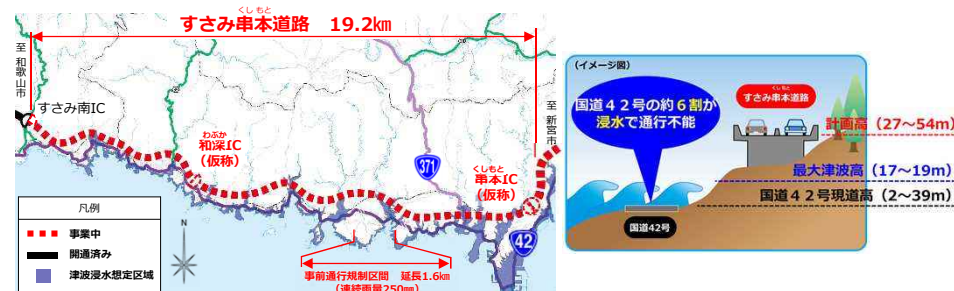 くしもと
すさみ串本道路 19.2㎞
至 和歌山市
すさみ南IC
わぶか
和深IC
(仮称)
371
くしもと
串本IC
(仮称)
至 新宮市
42
凡例
事業中
開通済み
津波浸水想定区域
N
事前通行規制区間 延長1.6㎞
(連続雨量250㎜)
(イメージ図)
国道42号の約6割が
浸水で通行不能
くしもと
すさみ串本道路
計画高(27~54m)
最大津波高(17~19m)
国道42号現道高(2~39m)
国道42号